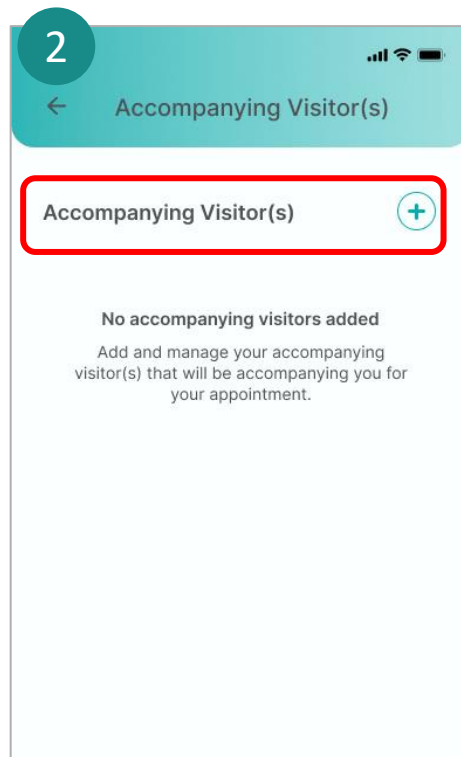 2
Accompanying Visitor(s)
Accompanying Visitor(s)
No accompanying visitors added
Add and manage your accompanying
visitor(s) that will be accompanying you for
your appointment.